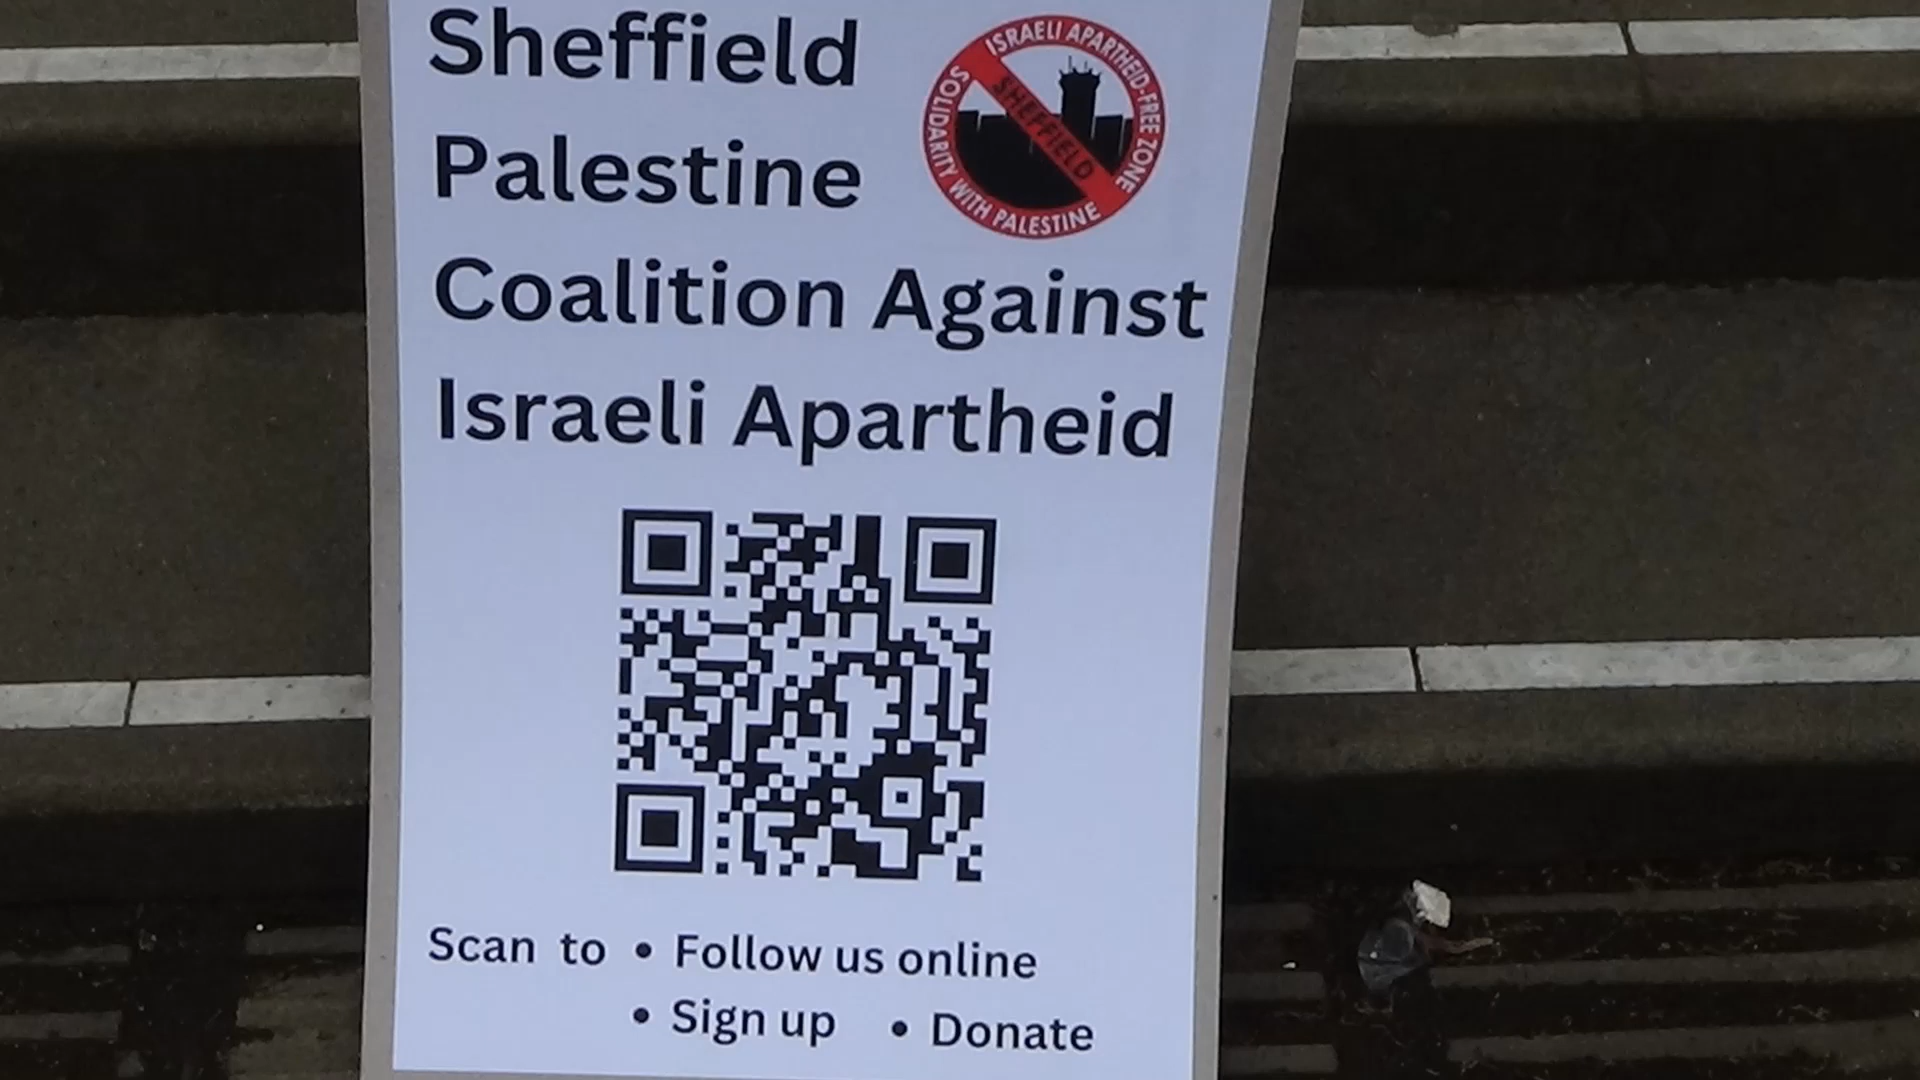 Sheffield
Palestine
Coalition Against
Israeli Apartheid
ISRAELI APARTHEID-FREE ZONE
SHEFFIELD
SOLIDARITY WITH PALESTINE
Scan to • Follow us online
• Sign up • Donate